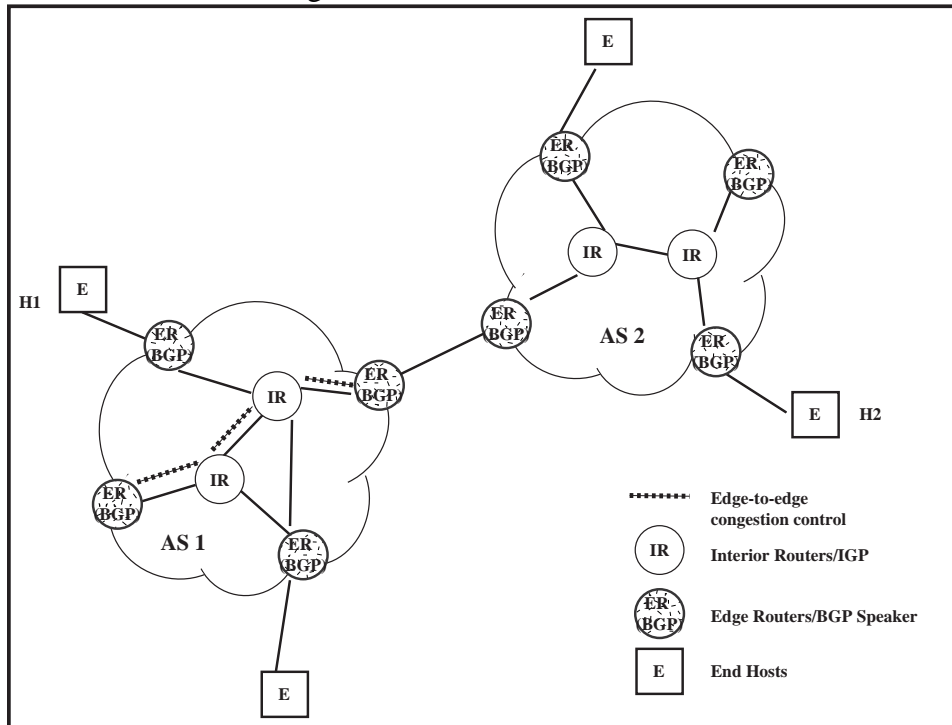 E
ER
(BGP)
ER
(BGP)
IR
IR
E
H1
ER
(BGP)
ER
(BGP)
AS 2
ER
(BGP)
ER
(BGP)
IR
E
H2
IR
ER
(BGP)
AS 1
ER
(BGP)
Edge-to-edge
congestion control
IR
Interior Routers/IGP
ER
(BGP)
Edge Routers/BGP Speaker
E
End Hosts
E